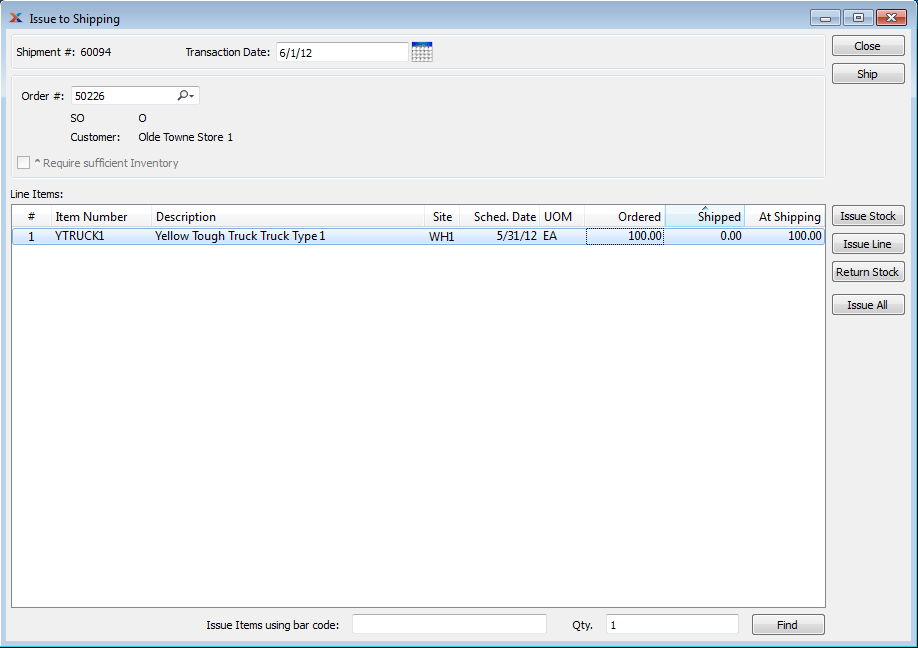 Issue to Shipping
Shipment #: 60094 Transaction Date: 6/1/12
Close
Ship
Order #: 50226
SO O
Customer: Olde Towne Store 1
^ Require sufficient Inventory
Line Items:
# Item Number Description Site Sched. Date UOM Ordered Shipped At Shipping
1 YTRUCK1 Yellow Tough Truck Truck Type 1 WH1 5/31/12 EA 100.00 0.00 100.00
Issue Stock
Issue Line
Return Stock
Issue All
Issue Items using bar code: Qty. 1 Find